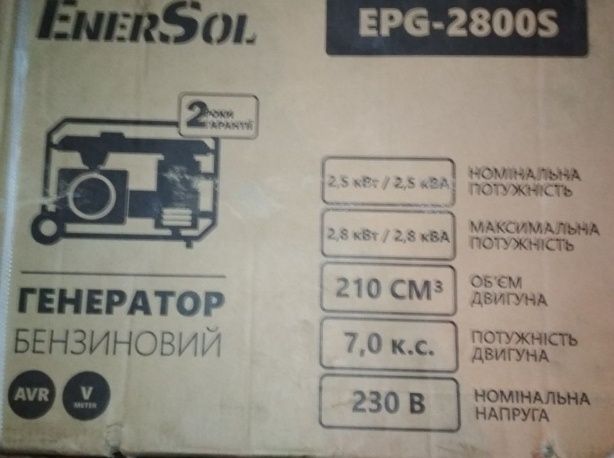 ENERSOL
EPG-2800S
2 РОКИ
ГАРАНТІЇ
2,5 кВт / 2,5 кВА
НОМІНАЛЬНА
ПОТУЖНІСТЬ
2,8 кВт / 2,8 кВА
МАКСИМАЛЬНА
ПОТУЖНІСТЬ
210 СМ³
ОБ'ЄМ
ДВИГУНА
7,0 к.с.
ПОТУЖНІСТЬ
ДВИГУНА
230 В
НОМІНАЛЬНА
НАПРУГА
ГЕНЕРАТОР
БЕНЗИНОВИЙ
AVR
V
METER